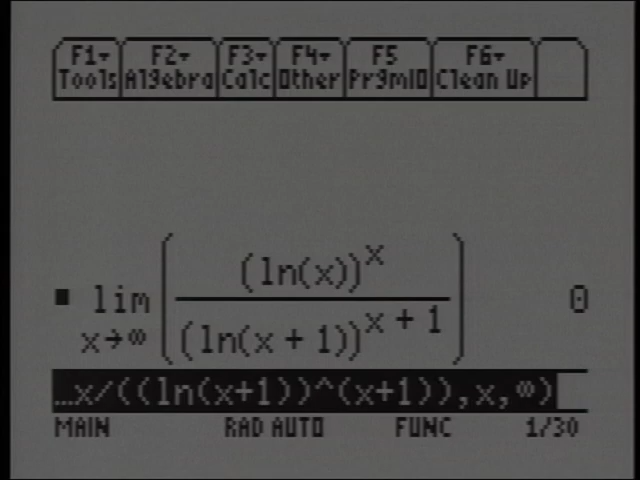 F1 F2 F3 F4 F5 F6
Tools Algebra Calc Other PrgmIO Clean Up
(ln(x))^x
■ lim ( ————— ) 0
x→∞ (ln(x + 1))^x + 1
…x/((ln(x+1))^(x+1)),x,∞)
MAIN RAD AUTO FUNC 1/30